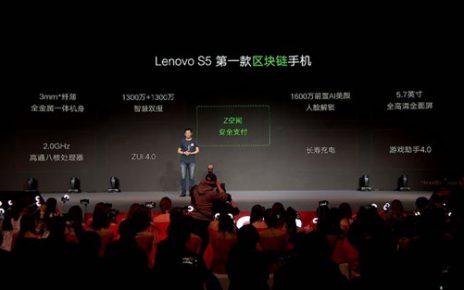 Lenovo S5 第一款区块链手机
3mm*纤薄
全金属一体机身
1300万+1300万
智慧双摄
Z空间
安全支付
1600万前置AI美颜
人脸解锁
5.7英寸
全高清全面屏
2.0GHz
高通八核处理器
ZUI 4.0
长寿充电
游戏助手4.0